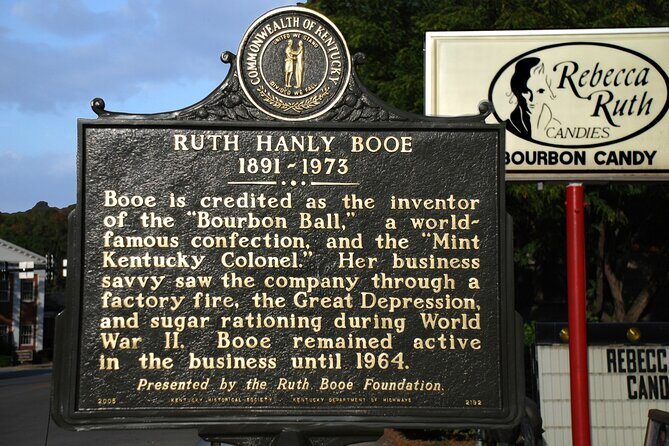 COMMONWEALTH OF KENTUCKY
UNITED WE STAND
DIVIDED WE FALL
RUTH HANLY BOOE
1891-1973
Booe is credited as the inventor
of the "Bourbon Ball," a world-
famous confection, and the "Mint
Kentucky Colonel." Her business
savvy saw the company through a
factory fire, the Great Depression,
and sugar rationing during World
War II. Booe remained active
in the business until 1964.
Presented by the Ruth Booe Foundation.
2005 KENTUCKY HISTORICAL SOCIETY KENTUCKY DEPARTMENT OF HIGHWAYS 2192
Rebecca
Ruth
CANDIES
BOURBON CANDY
REBECC
CAND